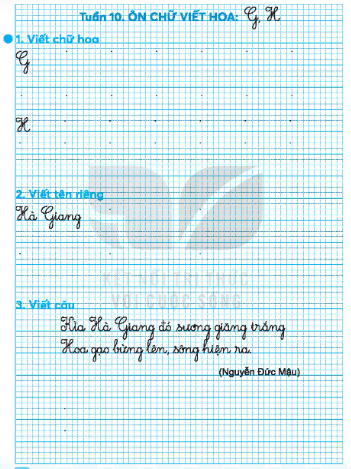 Tuần 10. ÔN CHỮ VIẾT HOA: G, H
1. Viết chữ hoa
G
H
2. Viết tên riêng
Hà Giang
KẾT NỐI TRI THỨC
VỚI CUỘC SỐNG
3. Viết câu
Kìa Hà Giang đó sương giăng trắng
Hoa gạo bừng lên, sông hiện ra.
(Nguyễn Đức Mậu)